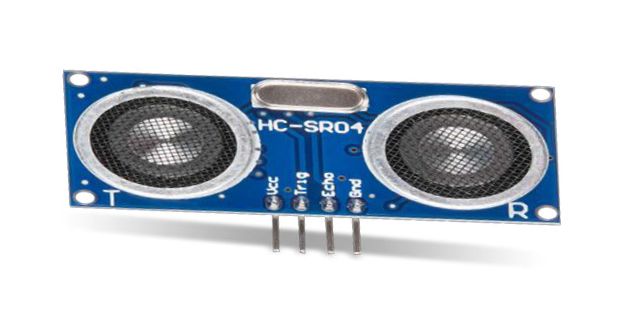 HC-SR04
Vcc
Trig
Echo
Gnd
T
R